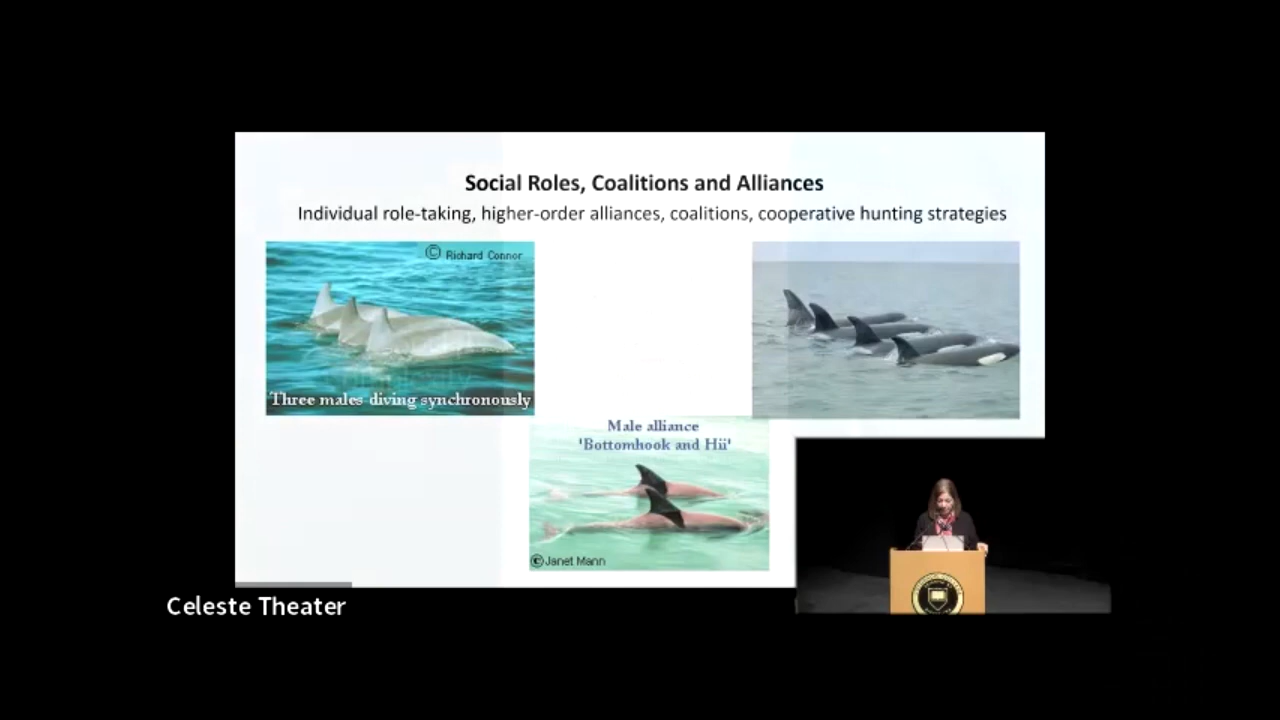 Social Roles, Coalitions and Alliances
Individual role-taking, higher-order alliances, coalitions, cooperative hunting strategies
© Richard Connor
Three males diving synchronously
Male alliance
'Bottomhook and Hii'
© Janet Mann
Celeste Theater